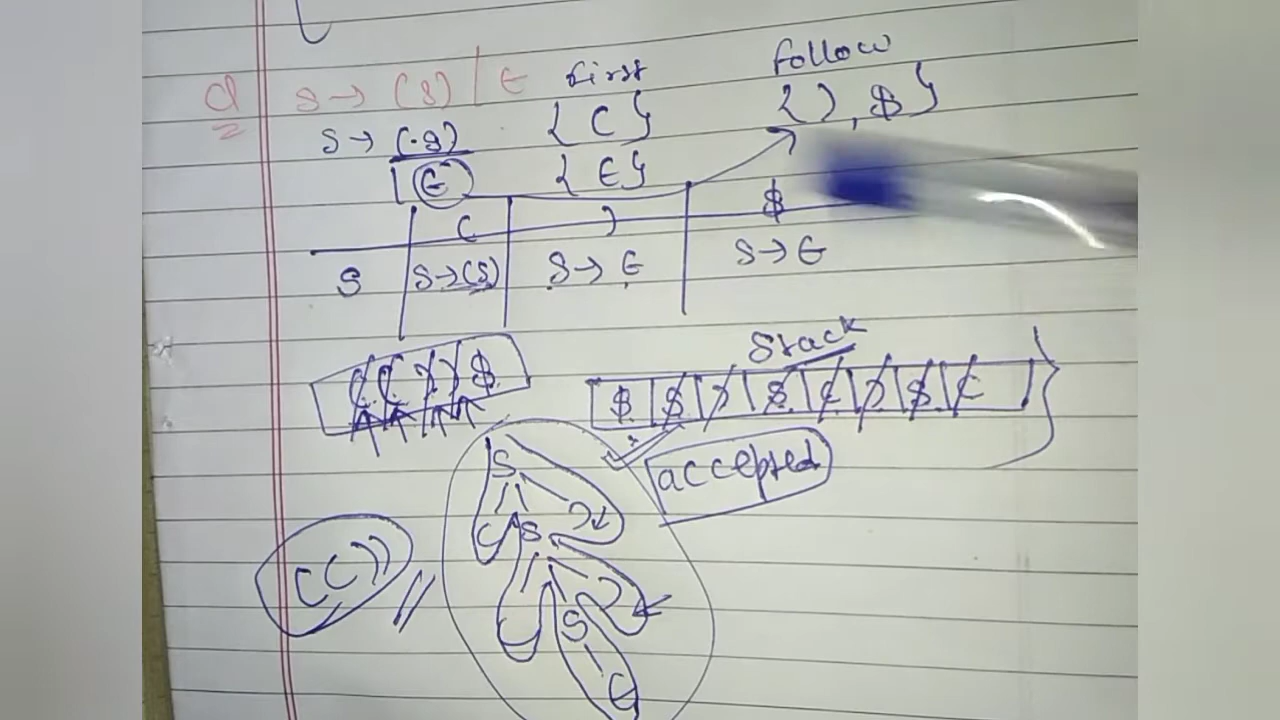 Q S → (S) | ε first follow
S → (·S) { ( } { ), $ }
| ε { ε }
( ) $
S S → (S) S → ε S → ε
Stack
( ( ) ) $ $ S ) S ( ) S (
accepted
S
( S )
( ( ) )
( S )
ε